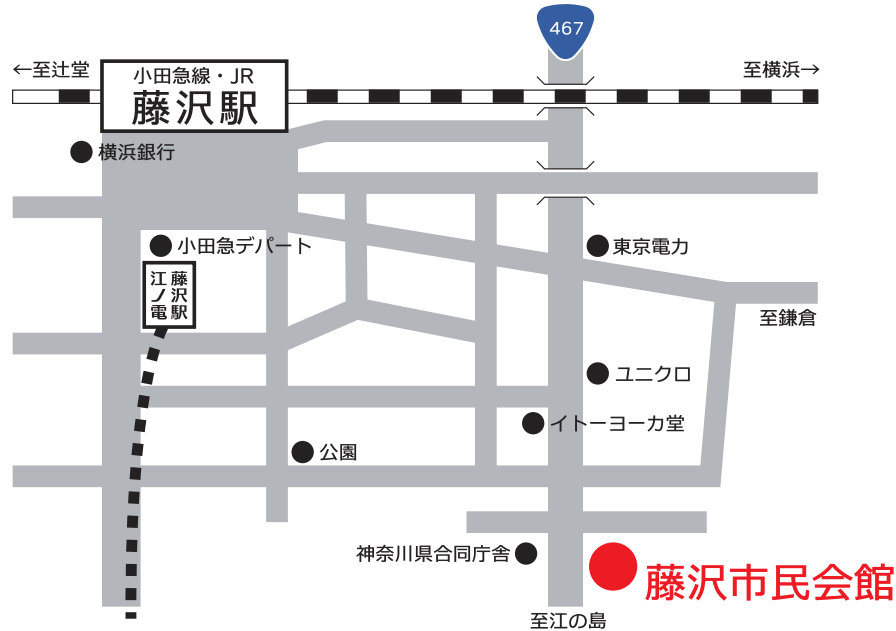 467
←至辻堂
小田急線・JR
藤沢駅
至横浜→
横浜銀行
小田急デパート
東京電力
藤沢駅
江ノ電
至鎌倉
ユニクロ
イトーヨーカ堂
公園
神奈川県合同庁舎
藤沢市民会館
至江の島